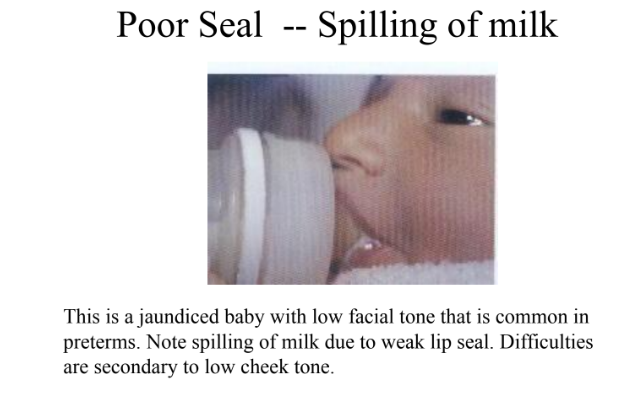 Poor Seal -- Spilling of milk
This is a jaundiced baby with low facial tone that is common in
preterms. Note spilling of milk due to weak lip seal. Difficulties
are secondary to low cheek tone.